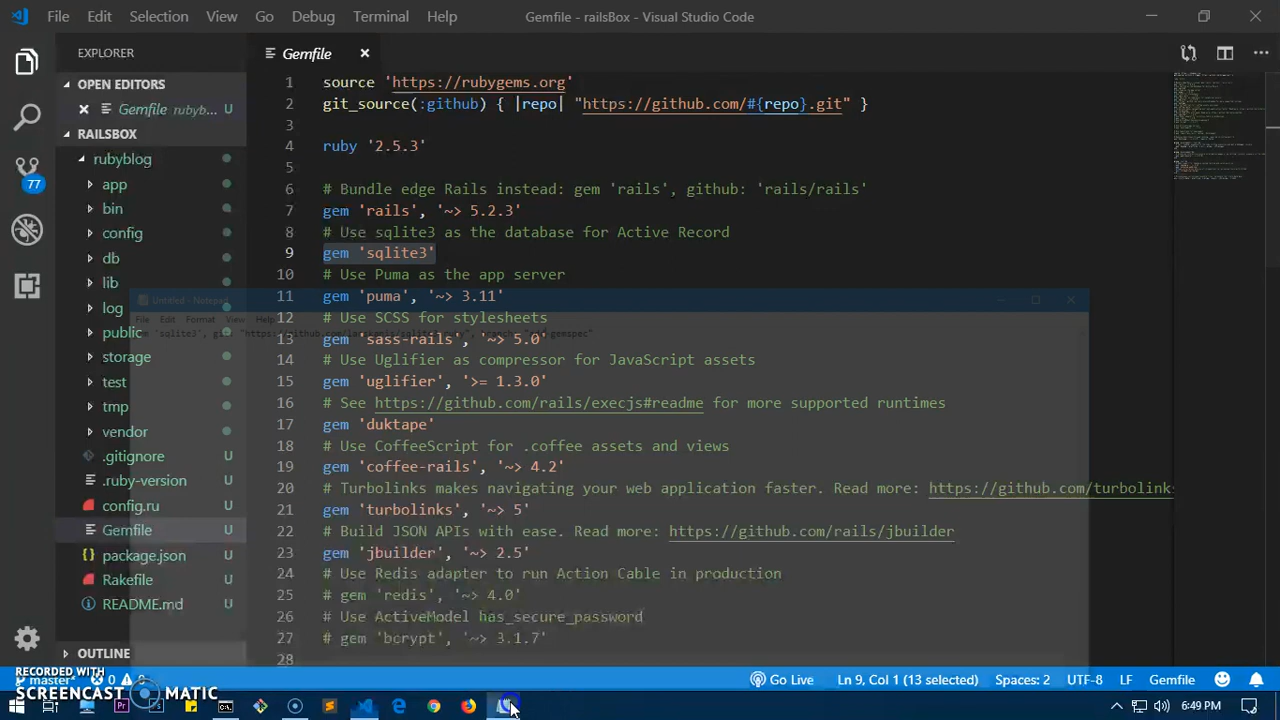 File Edit Selection View Go Debug Terminal Help
Gemfile - railsBox - Visual Studio Code
EXPLORER
OPEN EDITORS
Gemfile rubyb... U
RAILSBOX
rubyblog
app
bin
config
db
lib
log
public
storage
test
tmp
vendor
.gitignore U
.ruby-version U
config.ru U
Gemfile U
package.json U
Rakefile U
README.md U
OUTLINE
77
Gemfile
1 source 'https://rubygems.org'
2 git_source(:github) { |repo| "https://github.com/#{repo}.git" }
3
4 ruby '2.5.3'
5
6 # Bundle edge Rails instead: gem 'rails', github: 'rails/rails'
7 gem 'rails', '~> 5.2.3'
8 # Use sqlite3 as the database for Active Record
9 gem 'sqlite3'
10 # Use Puma as the app server
11 gem 'puma', '~> 3.11'
12 # Use SCSS for stylesheets
13 gem 'sass-rails', '~> 5.0'
14 # Use Uglifier as compressor for JavaScript assets
15 gem 'uglifier', '>= 1.3.0'
16 # See https://github.com/rails/execjs#readme for more supported runtimes
17 gem 'duktape'
18 # Use CoffeeScript for .coffee assets and views
19 gem 'coffee-rails', '~> 4.2'
20 # Turbolinks makes navigating your web application faster. Read more: https://github.com/turbolinks
21 gem 'turbolinks', '~> 5'
22 # Build JSON APIs with ease. Read more: https://github.com/rails/jbuilder
23 gem 'jbuilder', '~> 2.5'
24 # Use Redis adapter to run Action Cable in production
25 # gem 'redis', '~> 4.0'
26 # Use ActiveModel has_secure_password
27 # gem 'bcrypt', '~> 3.1.7'
28
Untitled - Notepad
File Edit Format View Help
master* 0 Go Live Ln 9, Col 1 (13 selected) Spaces: 2 UTF-8 LF Gemfile
RECORDED WITH
SCREENCAST MATIC
6:49 PM